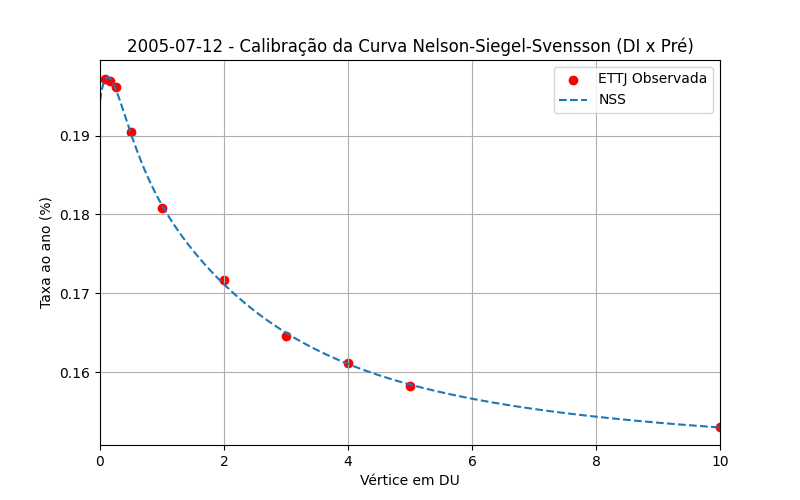 2005-07-12 - Calibração da Curva Nelson-Siegel-Svensson (DI x Pré)
ETTJ Observada
NSS
Taxa ao ano (%)
0.19
0.18
0.17
0.16
0
2
4
6
8
10
Vértice em DU